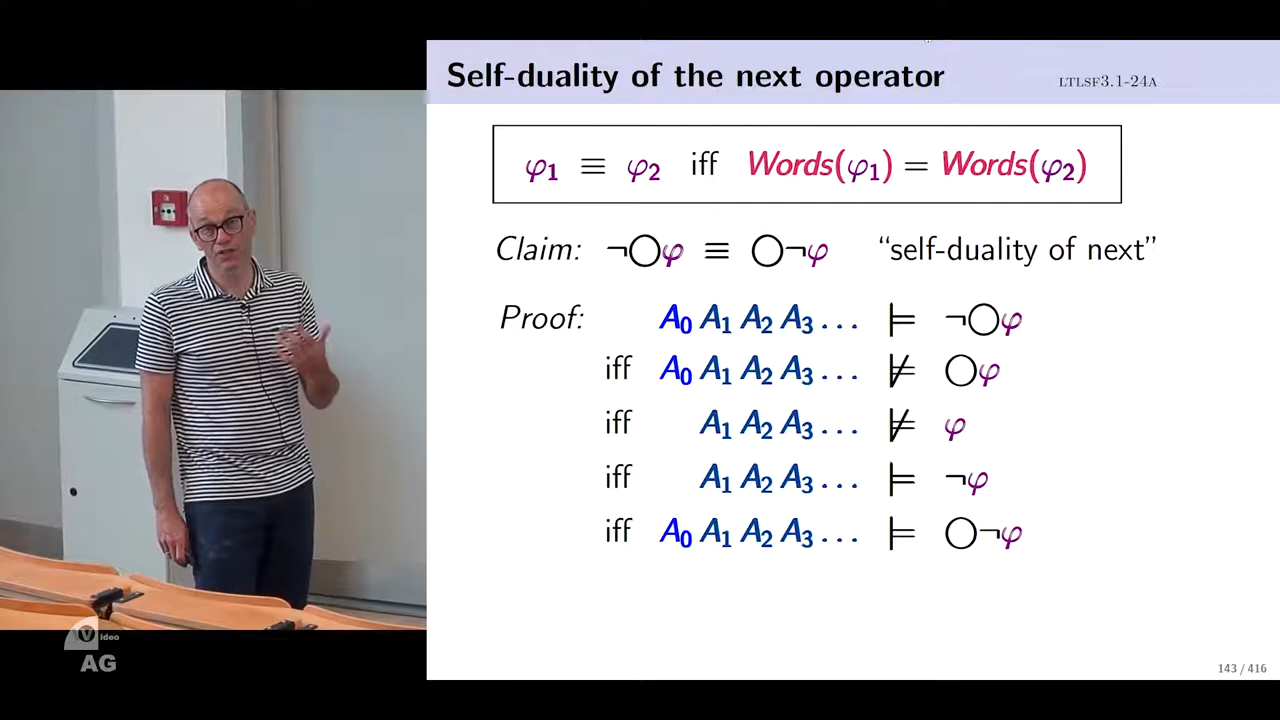 Self-duality of the next operator
LTLSF3.1-24A
φ₁ ≡ φ₂ iff Words(φ₁) = Words(φ₂)
Claim: ¬◯φ ≡ ◯¬φ “self-duality of next”
Proof: A₀ A₁ A₂ A₃ ... ⊨ ¬◯φ
iff A₀ A₁ A₂ A₃ ... ⊭ ◯φ
iff A₁ A₂ A₃ ... ⊭ φ
iff A₁ A₂ A₃ ... ⊨ ¬φ
iff A₀ A₁ A₂ A₃ ... ⊨ ◯¬φ
Video
AG
143 / 416